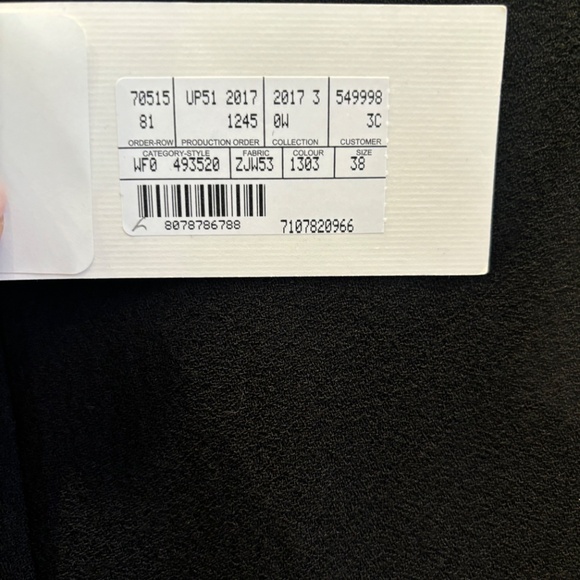 70515 UP51 2017 2017 3 549998
81 1245 0W 3C
ORDER-ROW PRODUCTION ORDER COLLECTION CUSTOMER
CATEGORY-STYLE FABRIC COLOUR SIZE
WF0 493520 ZJW53 1303 38
8078786788 7107820966